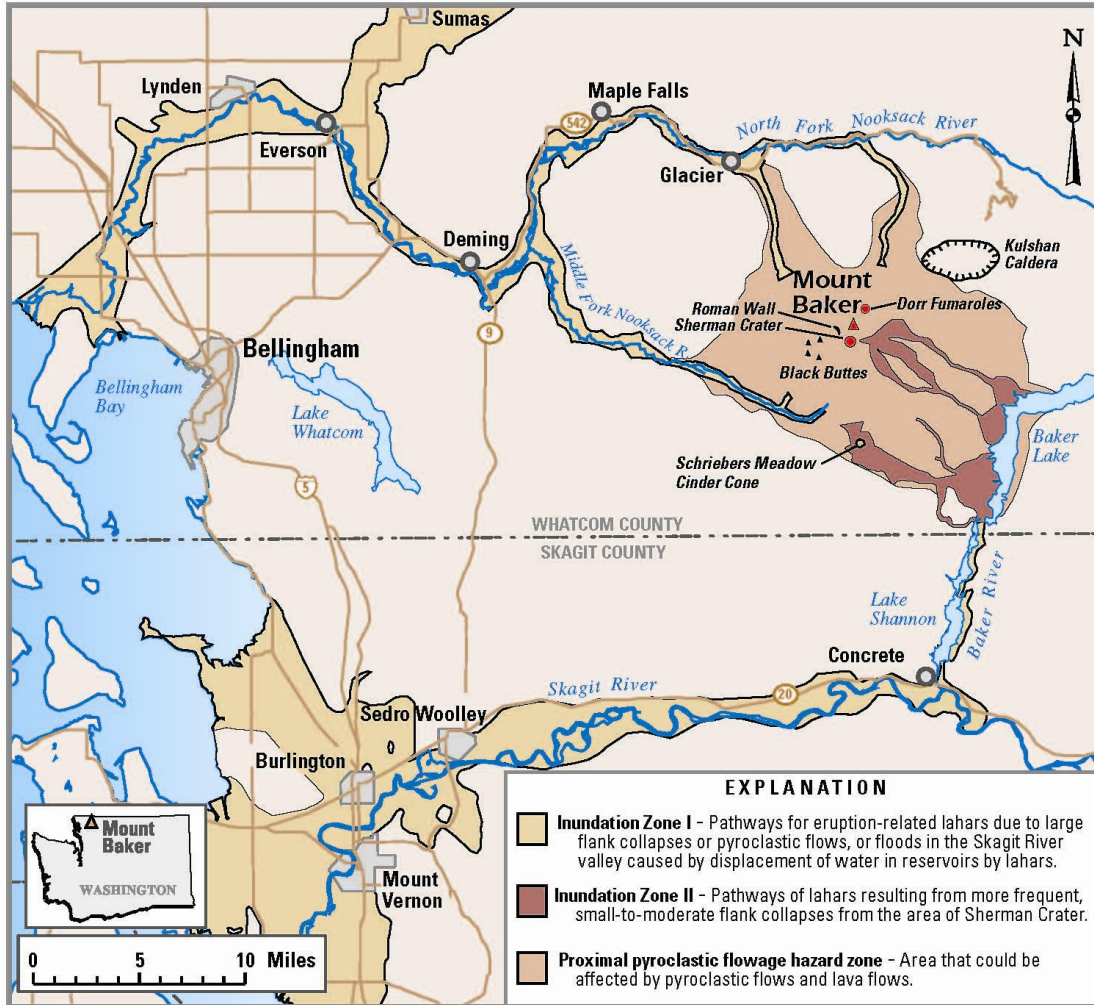 Sumas
N
Lynden
Maple Falls
542
North Fork Nooksack River
Everson
Glacier
Deming
Kulshan
Caldera
Middle Fork Nooksack R.
Mount
Baker
Dorr Fumaroles
Roman Wall
Sherman Crater
9
Black Buttes
Bellingham
Bellingham
Bay
Lake
Whatcom
Baker
Lake
Schriebers Meadow
Cinder Cone
5
WHATCOM COUNTY
SKAGIT COUNTY
Lake
Shannon
Baker River
Concrete
Skagit River
20
Sedro Woolley
Burlington
Mount
Vernon
Mount
Baker
WASHINGTON
0 5 10 Miles
EXPLANATION
Inundation Zone I - Pathways for eruption-related lahars due to large
flank collapses or pyroclastic flows, or floods in the Skagit River
valley caused by displacement of water in reservoirs by lahars.
Inundation Zone II - Pathways of lahars resulting from more frequent,
small-to-moderate flank collapses from the area of Sherman Crater.
Proximal pyroclastic flowage hazard zone - Area that could be
affected by pyroclastic flows and lava flows.